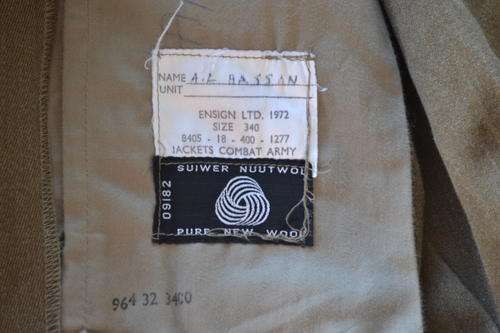 NAME A.L
UNIT
ENSIGN LTD. 1972
SIZE 340
8405 - 18 - 400 - 1277
JACKETS COMBAT ARMY
09182
SUIWER NUUTWOL
PURE NEW WOOL
964 32 3400